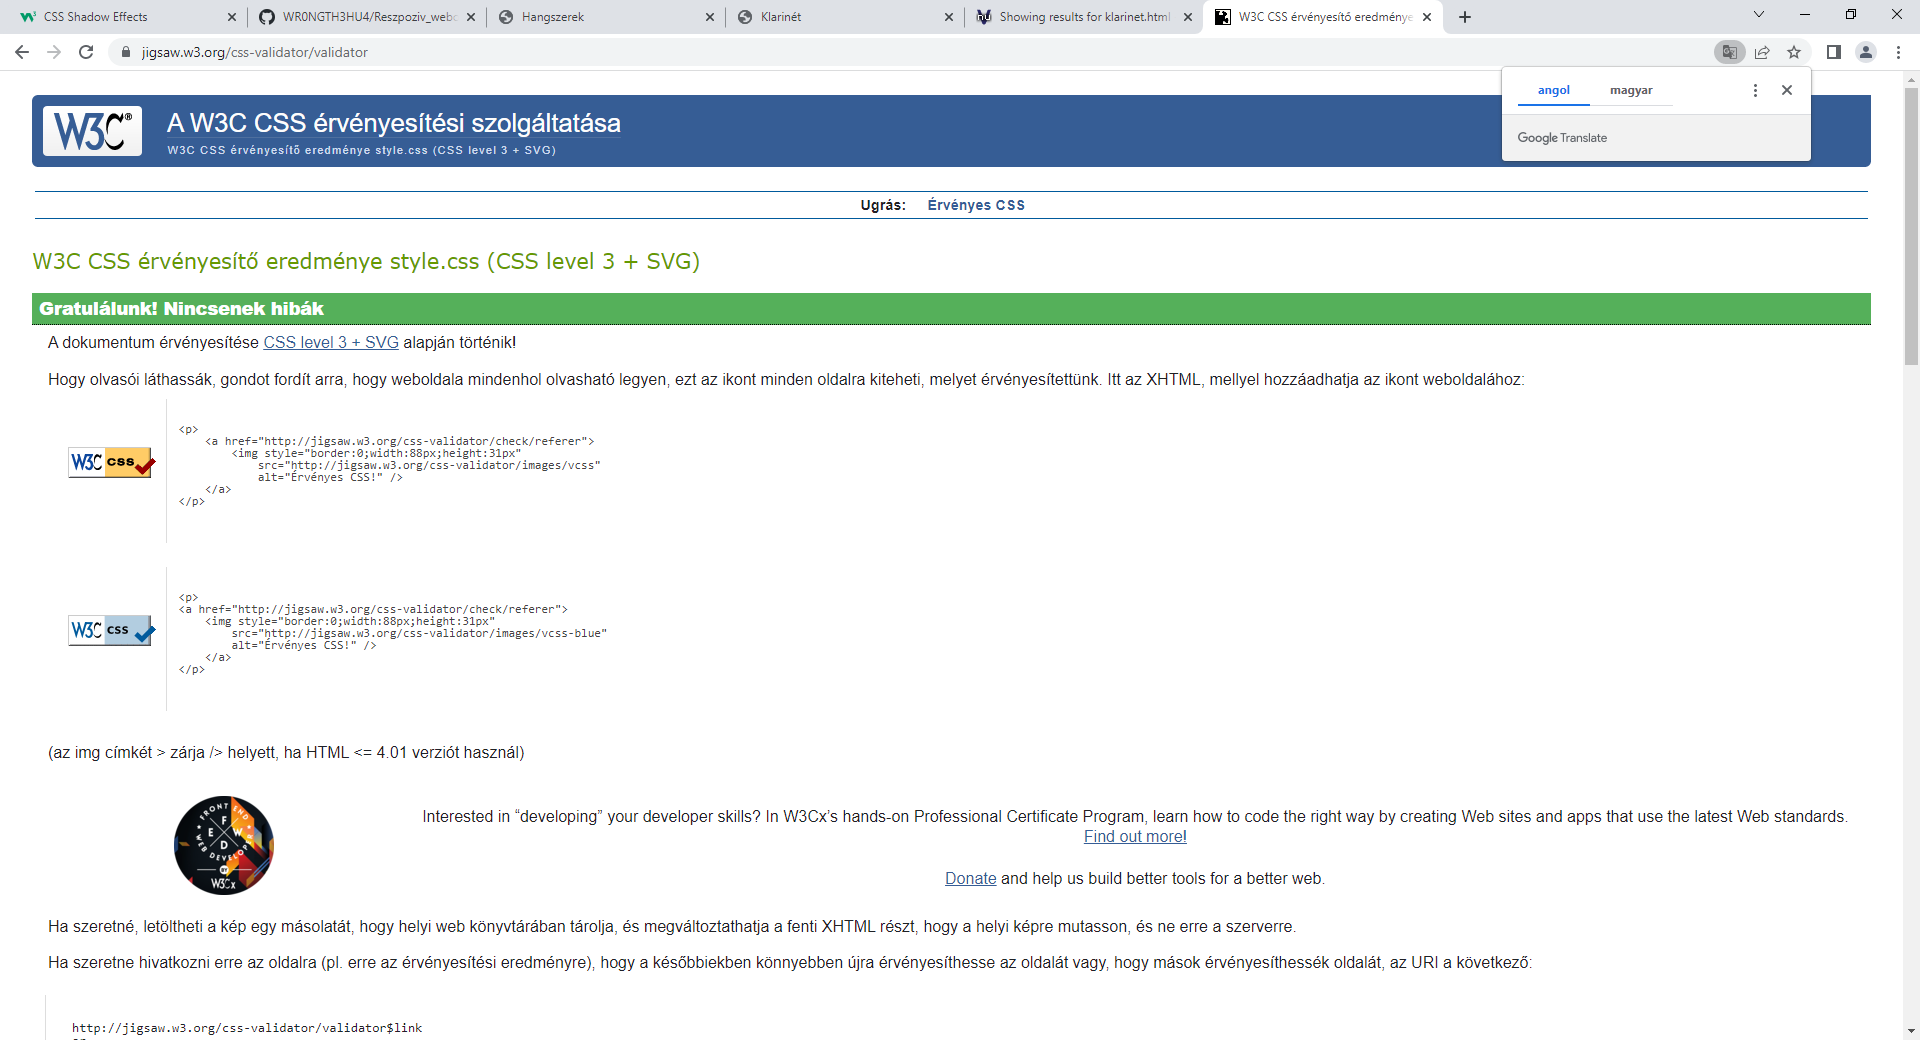 CSS Shadow Effects
WR0NGTH3HU4/Reszpoziv_webc
Hangszerek
Klarinét
Showing results for klarinet.html
W3C CSS érvényesítő eredménye
jigsaw.w3.org/css-validator/validator
angol magyar
Google Translate
W3C®
A W3C CSS érvényesítési szolgáltatása
W3C CSS érvényesítő eredménye style.css (CSS level 3 + SVG)
Ugrás: Érvényes CSS
W3C CSS érvényesítő eredménye style.css (CSS level 3 + SVG)
Gratulálunk! Nincsenek hibák
A dokumentum érvényesítése CSS level 3 + SVG alapján történik!
Hogy olvasói láthassák, gondot fordít arra, hogy weboldala mindenhol olvasható legyen, ezt az ikont minden oldalra kiteheti, melyet érvényesítettünk. Itt az XHTML, mellyel hozzáadhatja az ikont weboldalához:
W3C css
<p>
<a href="http://jigsaw.w3.org/css-validator/check/referer">
<img style="border:0;width:88px;height:31px"
src="http://jigsaw.w3.org/css-validator/images/vcss"
alt="Érvényes CSS!" />
</a>
</p>
W3C css
<p>
<a href="http://jigsaw.w3.org/css-validator/check/referer">
<img style="border:0;width:88px;height:31px"
src="http://jigsaw.w3.org/css-validator/images/vcss-blue"
alt="Érvényes CSS!" />
</a>
</p>
(az img címkét > zárja /> helyett, ha HTML <= 4.01 verziót használ)
FRONT END
F
E W
D
WEB DEVELOPER
W3Cx
Interested in “developing” your developer skills? In W3Cx’s hands-on Professional Certificate Program, learn how to code the right way by creating Web sites and apps that use the latest Web standards.
Find out more!
Donate and help us build better tools for a better web.
Ha szeretné, letöltheti a kép egy másolatát, hogy helyi web könyvtárában tárolja, és megváltoztathatja a fenti XHTML részt, hogy a helyi képre mutasson, és ne erre a szerverre.
Ha szeretne hivatkozni erre az oldalra (pl. erre az érvényesítési eredményre), hogy a későbbiekben könnyebben újra érvényesíthesse az oldalát vagy, hogy mások érvényesíthessék oldalát, az URI a következő:
http://jigsaw.w3.org/css-validator/validator$link